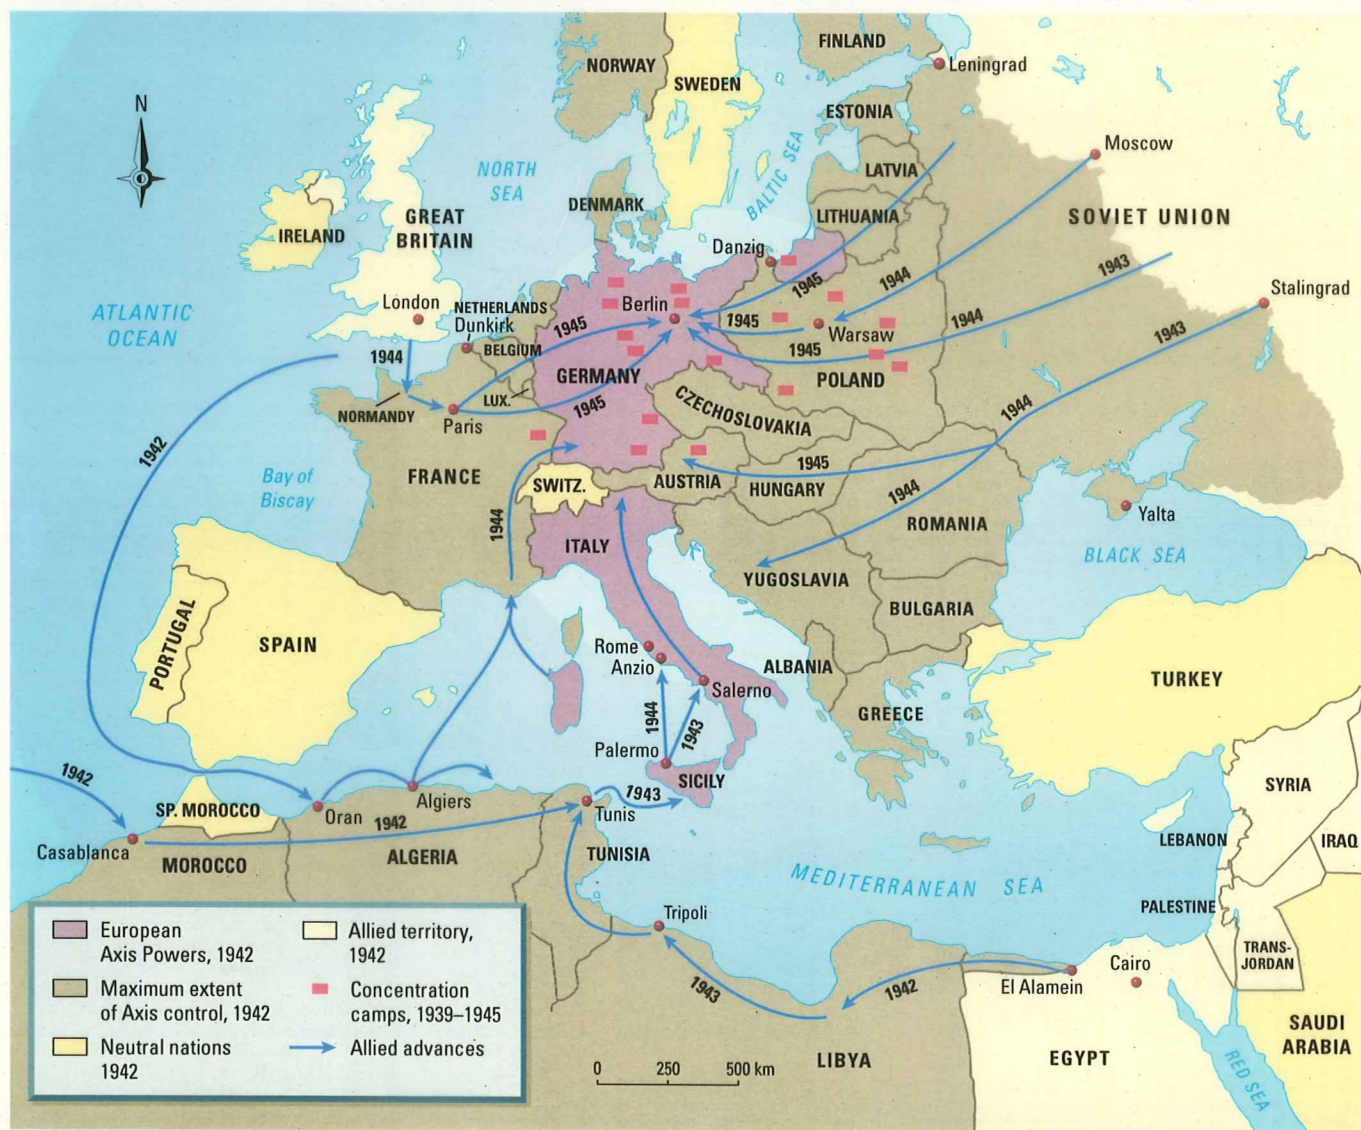 FINLAND
NORWAY
SWEDEN
Leningrad
N
ESTONIA
Moscow
NORTH
SEA
BALTIC SEA
LATVIA
DENMARK
LITHUANIA
SOVIET UNION
GREAT
BRITAIN
IRELAND
Danzig
1943
1944
1945
Stalingrad
ATLANTIC
OCEAN
London
NETHERLANDS
Dunkirk
Berlin
1945
1945
Warsaw
1944
1943
1944
BELGIUM
1945
GERMANY
POLAND
LUX.
NORMANDY
Paris
1945
CZECHOSLOVAKIA
1944
1942
Bay of
Biscay
FRANCE
SWITZ.
AUSTRIA
1945
HUNGARY
1944
ROMANIA
Yalta
1944
ITALY
BLACK SEA
YUGOSLAVIA
BULGARIA
PORTUGAL
SPAIN
Rome
Anzio
ALBANIA
Salerno
TURKEY
GREECE
1944
1943
Palermo
SICILY
1942
SYRIA
SP. MOROCCO
Oran
Algiers
1943
Tunis
1942
Casablanca
MOROCCO
ALGERIA
TUNISIA
LEBANON
IRAQ
MEDITERRANEAN SEA
PALESTINE
Tripoli
TRANS-
JORDAN
Cairo
El Alamein
1943
1942
SAUDI
ARABIA
LIBYA
EGYPT
RED SEA
0 250 500 km
European
Axis Powers, 1942
Maximum extent
of Axis control, 1942
Neutral nations
1942
Allied territory,
1942
Concentration
camps, 1939–1945
Allied advances